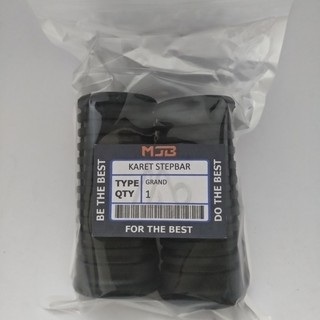 MJB
KARET STEPBAR
TYPE GRAND
QTY 1
BE THE BEST
DO THE BEST
FOR THE BEST